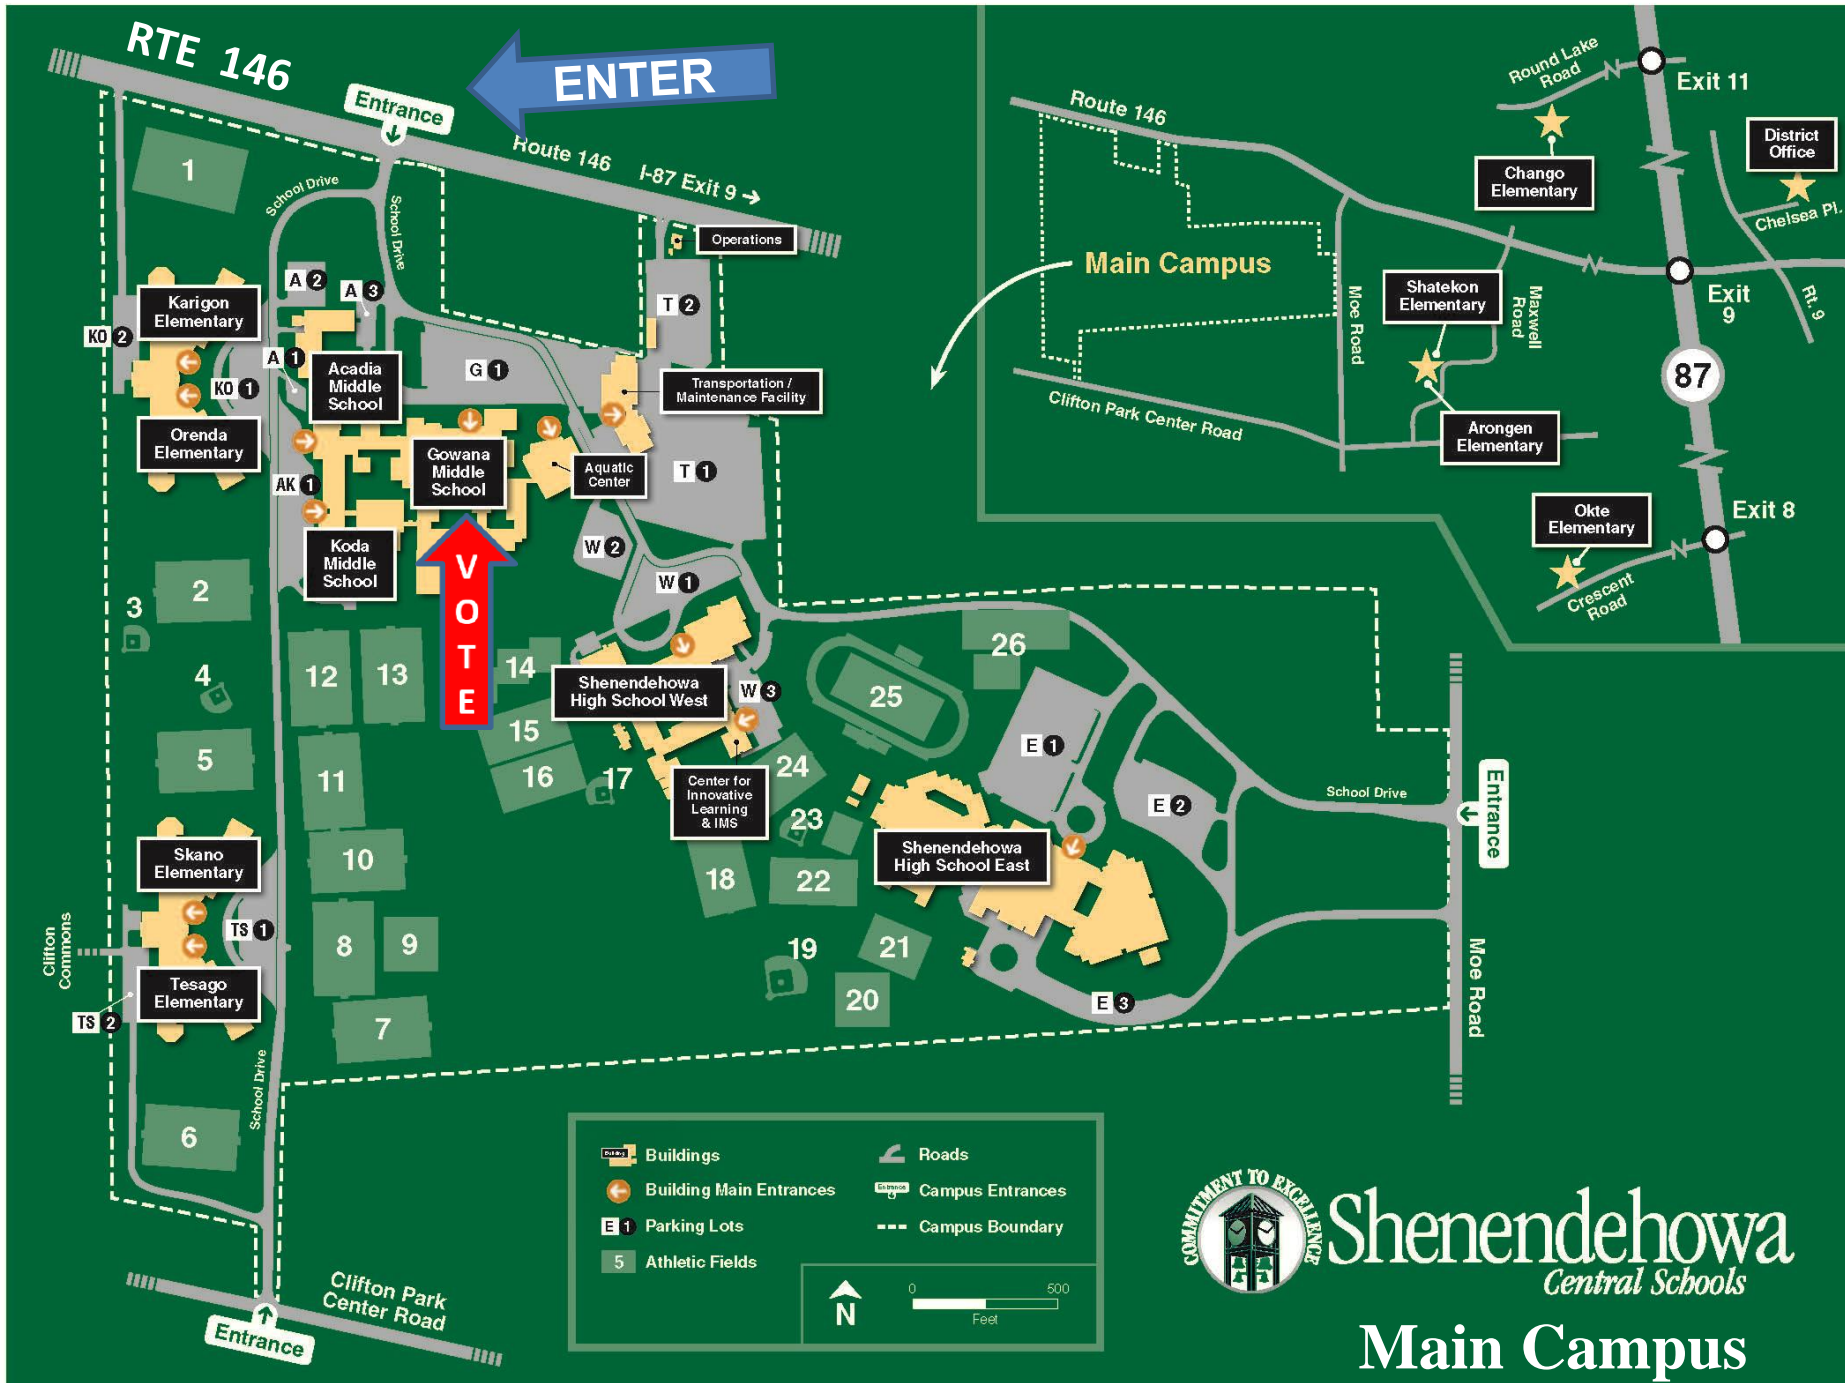 RTE 146
ENTER
Entrance
Route 146
I-87 Exit 9 →
School Drive
School Drive
1
Operations
A 2
A 3
T 2
Karigon
Elementary
KO 2
A 1
KO 1
Acadia
Middle
School
G 1
Transportation /
Maintenance Facility
Orenda
Elementary
Gowana
Middle
School
Aquatic
Center
T 1
AK 1
Koda
Middle
School
W 2
W 1
VOTE
2
3
4
5
12
13
14
11
15
16
17
Shenendehowa
High School West
W 3
25
26
24
Center for
Innovative
Learning
& IMS
23
E 1
E 2
School Drive
Entrance
Skano
Elementary
10
18
22
Shenendehowa
High School East
TS 1
Clifton
Commons
8
9
19
21
Tesago
Elementary
TS 2
7
20
E 3
Moe Road
School Drive
6
Clifton Park
Center Road
Entrance
Route 146
Main Campus
Clifton Park Center Road
Moe Road
Maxwell
Road
Round Lake
Road
Exit 11
Chango
Elementary
District
Office
Chelsea Pl.
Shatekon
Elementary
Exit
9
Rt. 9
87
Arongen
Elementary
Okte
Elementary
Exit 8
Crescent
Road
Building
Buildings
Building Main Entrances
E 1 Parking Lots
5 Athletic Fields
Roads
Entrance
Campus Entrances
Campus Boundary
N
0 500
Feet
COMMITMENT TO EXCELLENCE
Shenendehowa
Central Schools
Main Campus